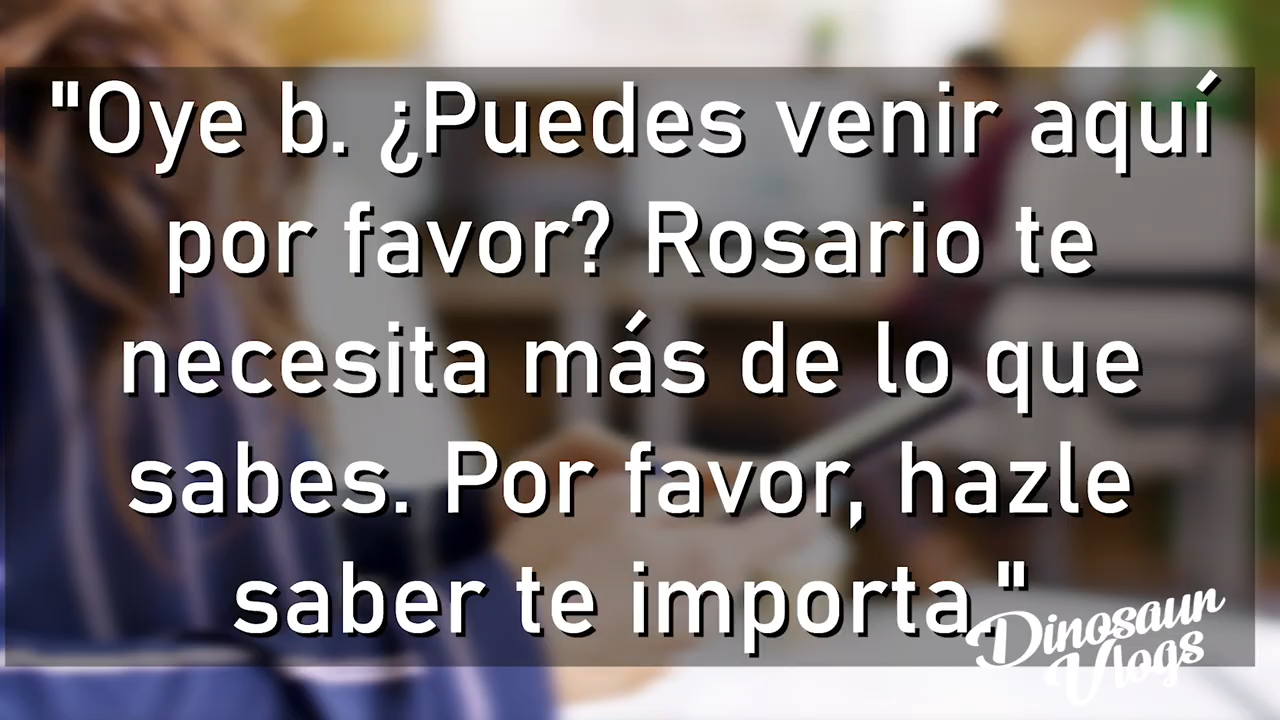 "Oye b. ¿Puedes venir aquí
por favor? Rosario te
necesita más de lo que
sabes. Por favor, hazle
saber te importa."
Dinosaur
Vlogs